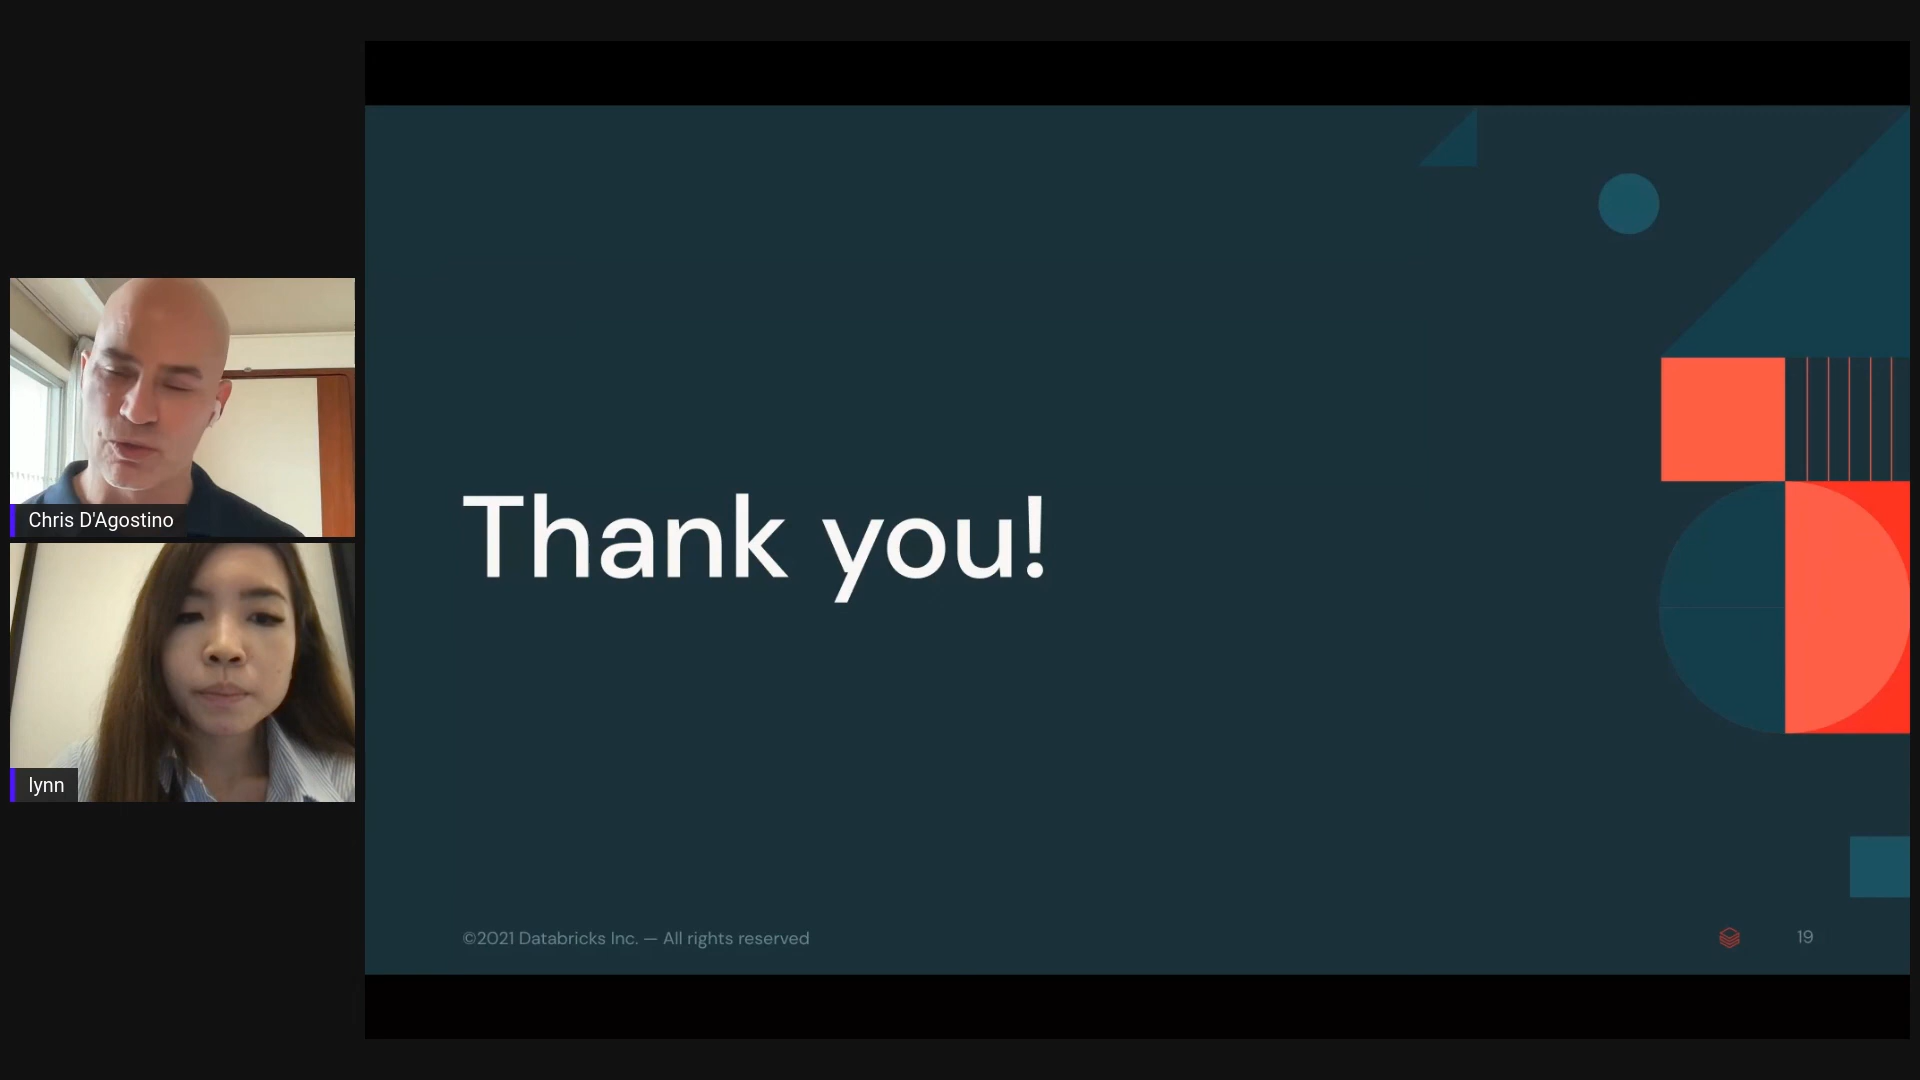 Chris D'Agostino
lynn
Thank you!
©2021 Databricks Inc. — All rights reserved
19